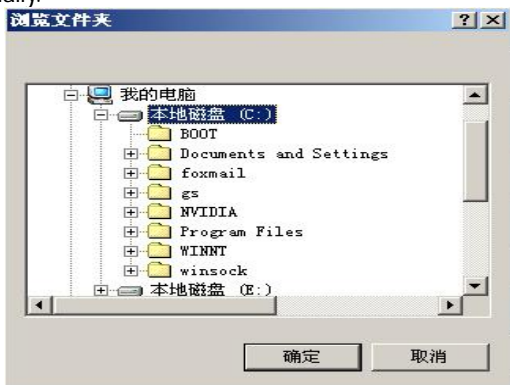 浏览文件夹
我的电脑
本地磁盘 (C:)
BOOT
Documents and Settings
foxmail
gs
NVIDIA
Program Files
WINNT
winsock
本地磁盘 (E:)
确定
取消